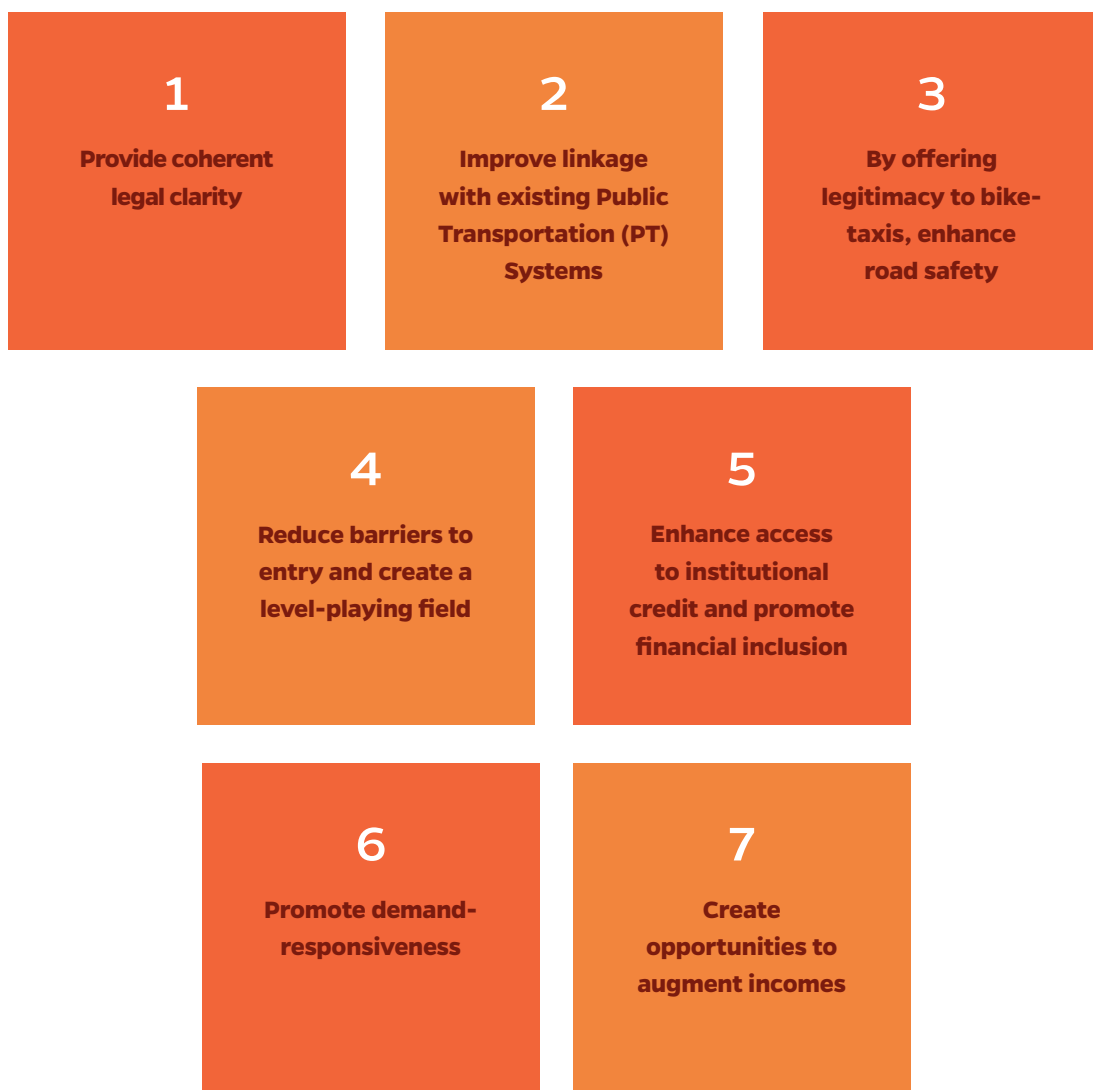 1
Provide coherent
legal clarity
2
Improve linkage
with existing Public
Transportation (PT)
Systems
3
By offering
legitimacy to bike-
taxis, enhance
road safety
4
Reduce barriers to
entry and create a
level-playing field
5
Enhance access
to institutional
credit and promote
financial inclusion
6
Promote demand-
responsiveness
7
Create
opportunities to
augment incomes